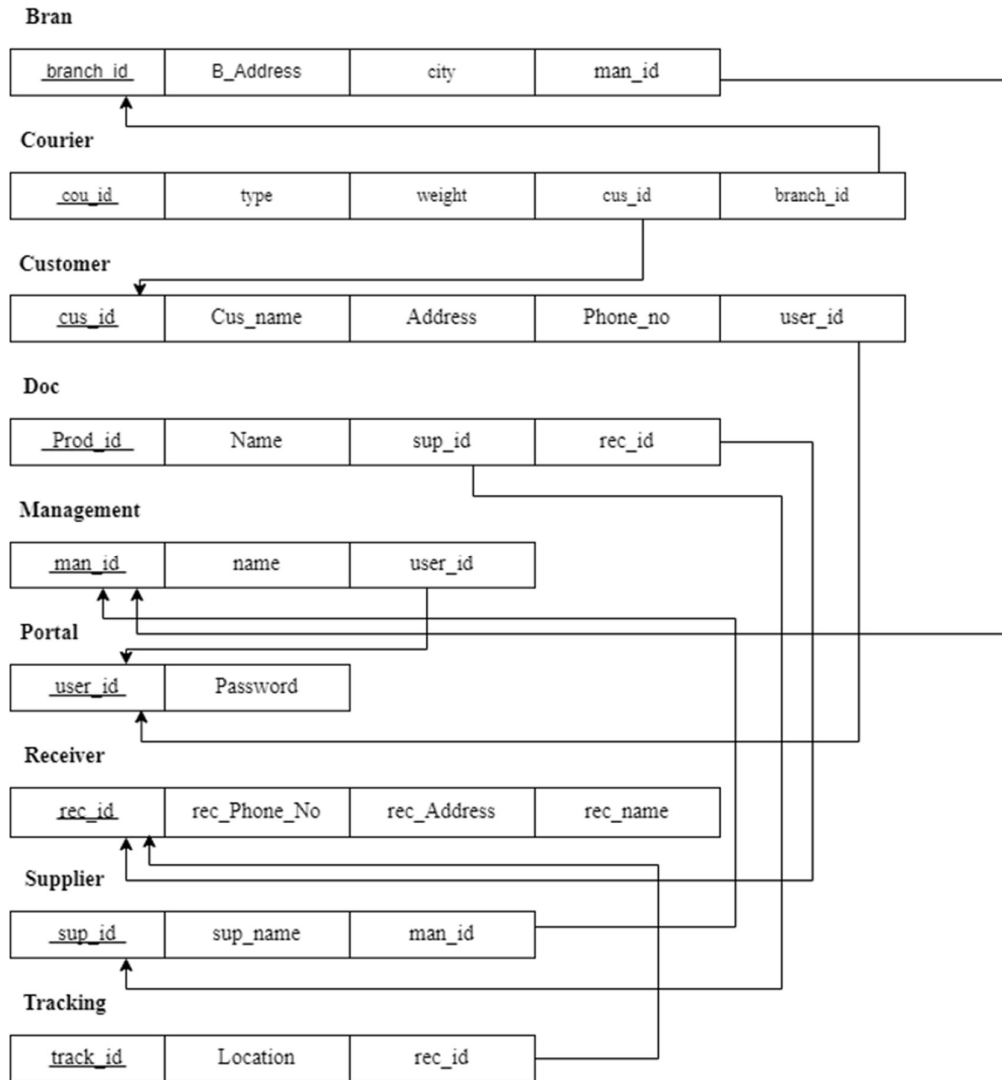 Bran
branch_id B_Address city man_id
Courier
cou_id type weight cus_id branch_id
Customer
cus_id Cus_name Address Phone_no user_id
Doc
Prod_id Name sup_id rec_id
Management
man_id name user_id
Portal
user_id Password
Receiver
rec_id rec_Phone_No rec_Address rec_name
Supplier
sup_id sup_name man_id
Tracking
track_id Location rec_id